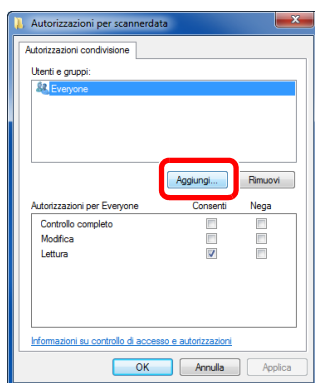 Autorizzazioni per scannerdata
Autorizzazioni condivisione
Utenti e gruppi:
Everyone
Aggiungi... Rimuovi
Autorizzazioni per Everyone Consenti Nega
Controllo completo
Modifica
Lettura
Informazioni su controllo di accesso e autorizzazioni
OK Annulla Applica